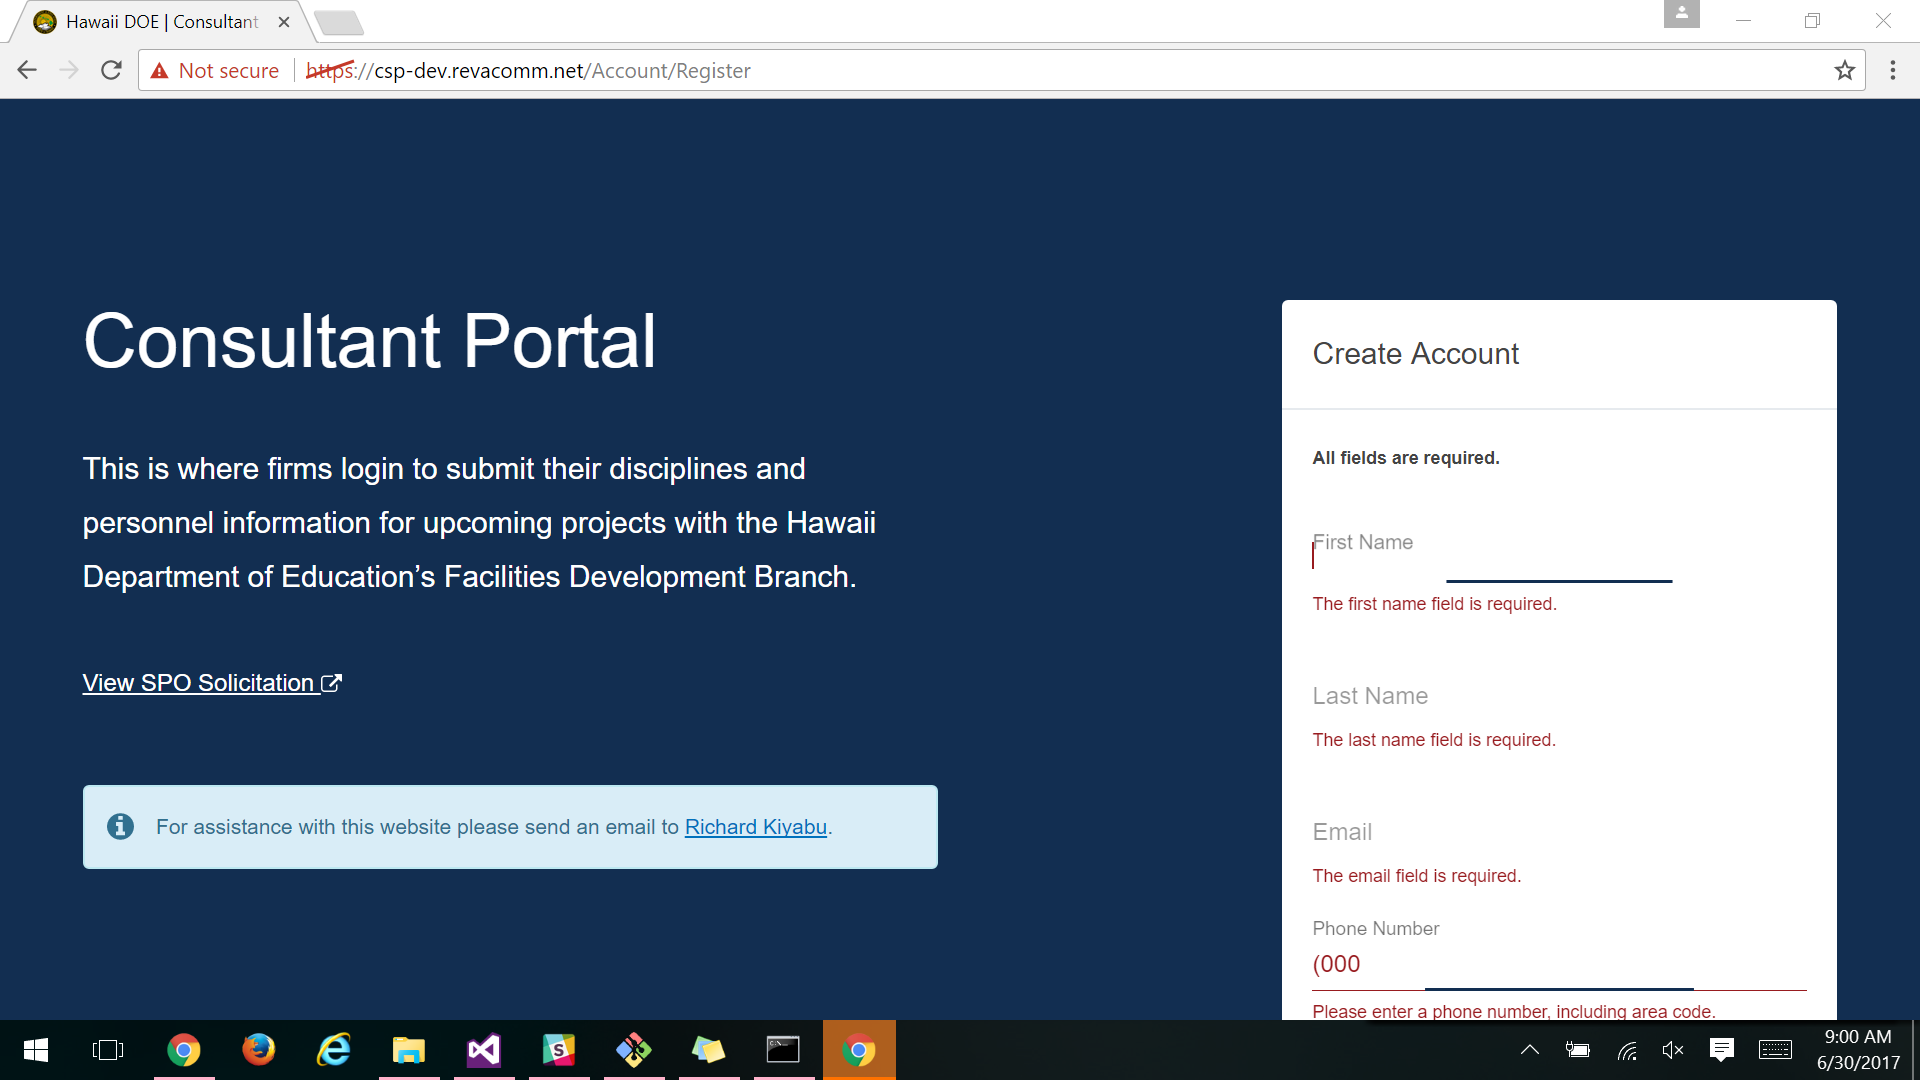 Hawaii DOE | Consultant
Not secure
https://csp-dev.revacomm.net/Account/Register
Consultant Portal
This is where firms login to submit their disciplines and
personnel information for upcoming projects with the Hawaii
Department of Education’s Facilities Development Branch.
View SPO Solicitation
For assistance with this website please send an email to Richard Kiyabu.
Create Account
All fields are required.
First Name
The first name field is required.
Last Name
The last name field is required.
Email
The email field is required.
Phone Number
(000
Please enter a phone number, including area code.
9:00 AM
6/30/2017